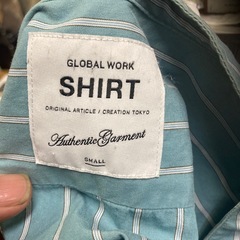 GLOBAL WORK
SHIRT
ORIGINAL ARTICLE / CREATION TOKYO
Authentic Garment
SMALL